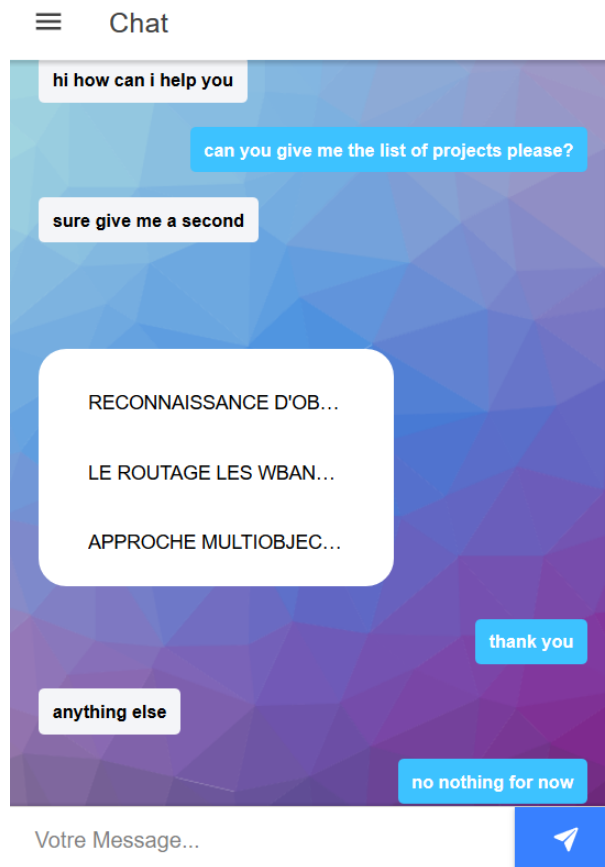 Chat
hi how can i help you
can you give me the list of projects please?
sure give me a second
RECONNAISSANCE D'OB...
LE ROUTAGE LES WBAN...
APPROCHE MULTIOBJEC...
thank you
anything else
no nothing for now
Votre Message...